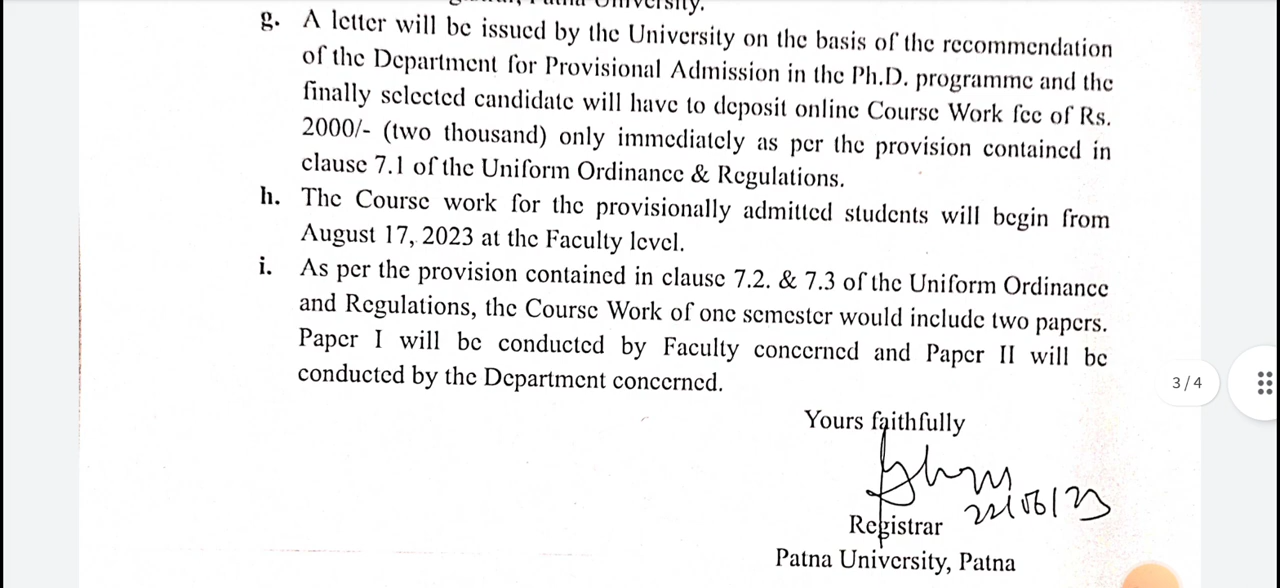 Patna University.
g. A letter will be issued by the University on the basis of the recommendation
of the Department for Provisional Admission in the Ph.D. programme and the
finally selected candidate will have to deposit online Course Work fee of Rs.
2000/- (two thousand) only immediately as per the provision contained in
clause 7.1 of the Uniform Ordinance & Regulations.
h. The Course work for the provisionally admitted students will begin from
August 17, 2023 at the Faculty level.
i. As per the provision contained in clause 7.2. & 7.3 of the Uniform Ordinance
and Regulations, the Course Work of one semester would include two papers.
Paper I will be conducted by Faculty concerned and Paper II will be
conducted by the Department concerned.
3/4
Yours faithfully
22/06/23
Registrar
Patna University, Patna